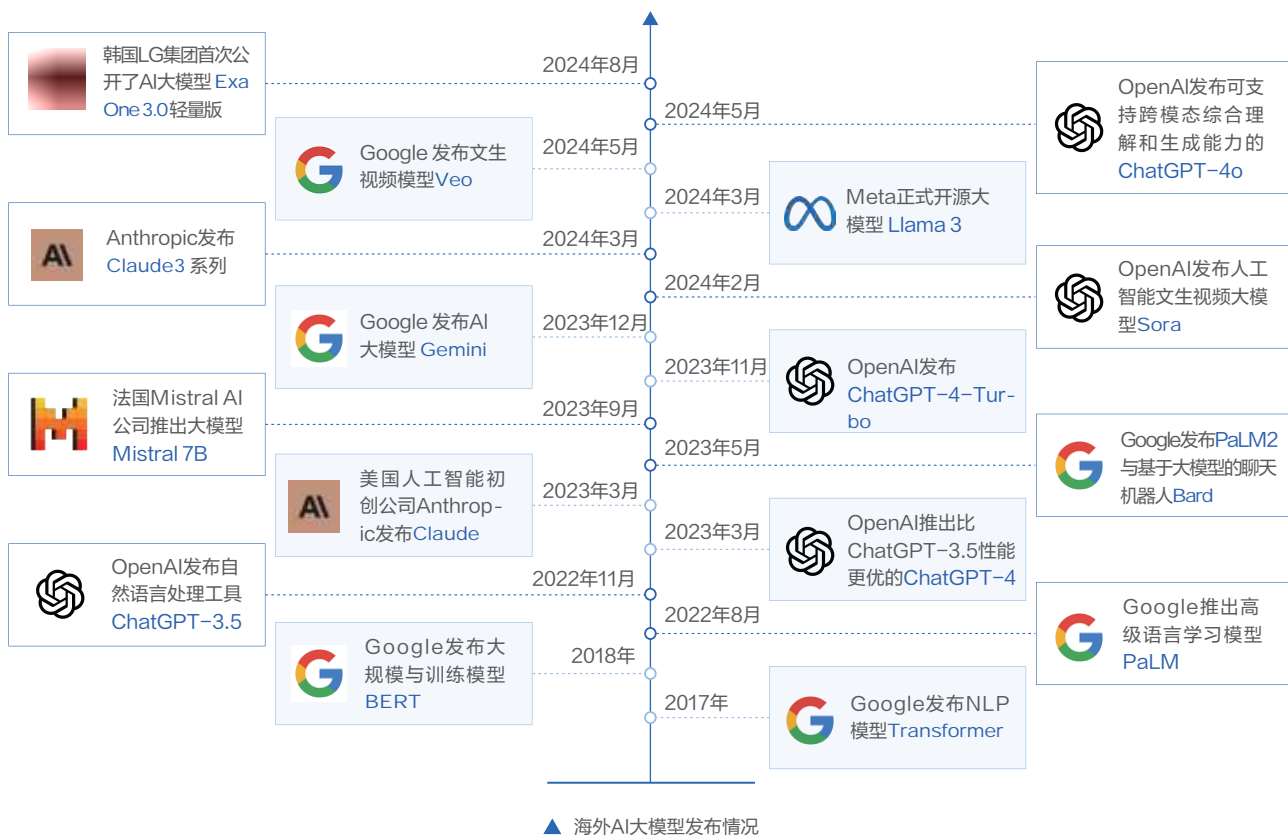 韩国LG集团首次公
开了AI大模型 Exa
One 3.0 轻量版
2024年8月
2024年5月
OpenAI发布可支
持跨模态综合理
解和生成能力的
ChatGPT-4o
Google 发布文生
视频模型Veo
2024年5月
2024年3月
Meta正式开源大
模型 Llama 3
Anthropic发布
Claude3 系列
2024年3月
2024年2月
OpenAI发布人工
智能文生视频大模
型Sora
Google 发布AI
大模型 Gemini
2023年12月
2023年11月
OpenAI发布
ChatGPT-4-Tur-
bo
法国Mistral AI
公司推出大模型
Mistral 7B
2023年9月
2023年5月
Google发布PaLM2
与基于大模型的聊天
机器人Bard
美国人工智能初
创公司Anthrop-
ic发布Claude
2023年3月
2023年3月
OpenAI推出比
ChatGPT-3.5性能
更优的ChatGPT-4
OpenAI发布自
然语言处理工具
ChatGPT-3.5
2022年11月
2022年8月
Google推出高
级语言学习模型
PaLM
Google发布大
规模与训练模型
BERT
2018年
2017年
Google发布NLP
模型Transformer
▲ 海外AI大模型发布情况